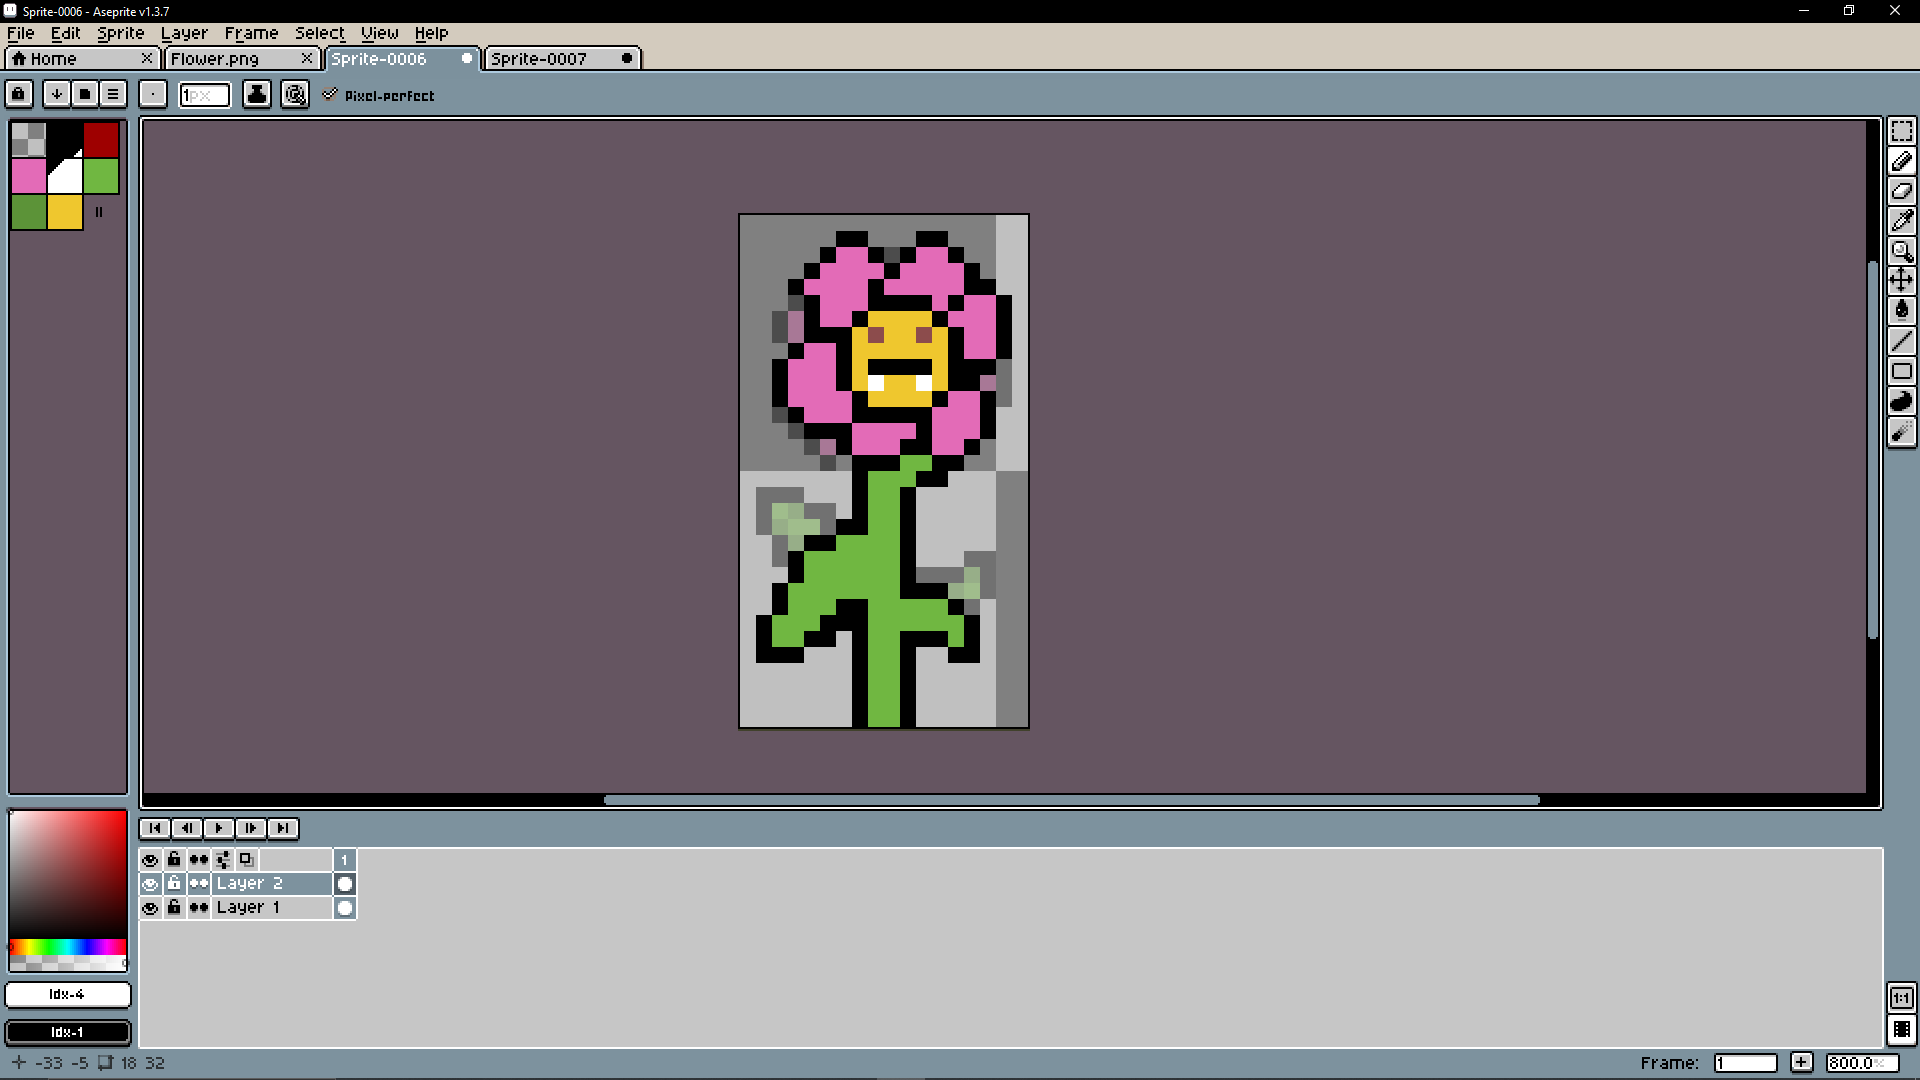 Sprite-0006 - Aseprite v1.3.7
File Edit Sprite Layer Frame Select View Help
Home Flower.png Sprite-0006 Sprite-0007
1px Pixel-perfect
1
Layer 2
Layer 1
Idx-4
Idx-1
1:1
-33 -5 18 32 Frame: 1 + 800.0%